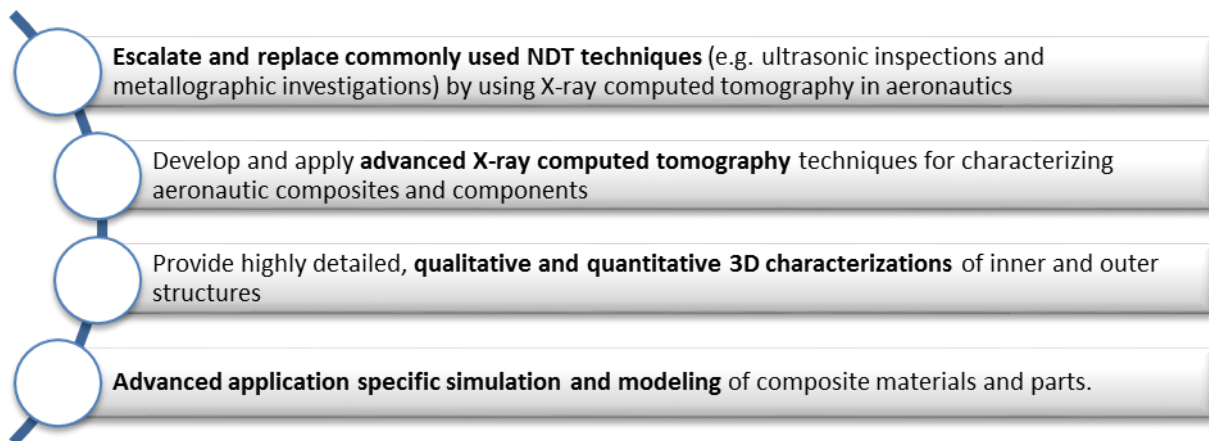 Escalate and replace commonly used NDT techniques (e.g. ultrasonic inspections and
metallographic investigations) by using X-ray computed tomography in aeronautics
Develop and apply advanced X-ray computed tomography techniques for characterizing
aeronautic composites and components
Provide highly detailed, qualitative and quantitative 3D characterizations of inner and outer
structures
Advanced application specific simulation and modeling of composite materials and parts.